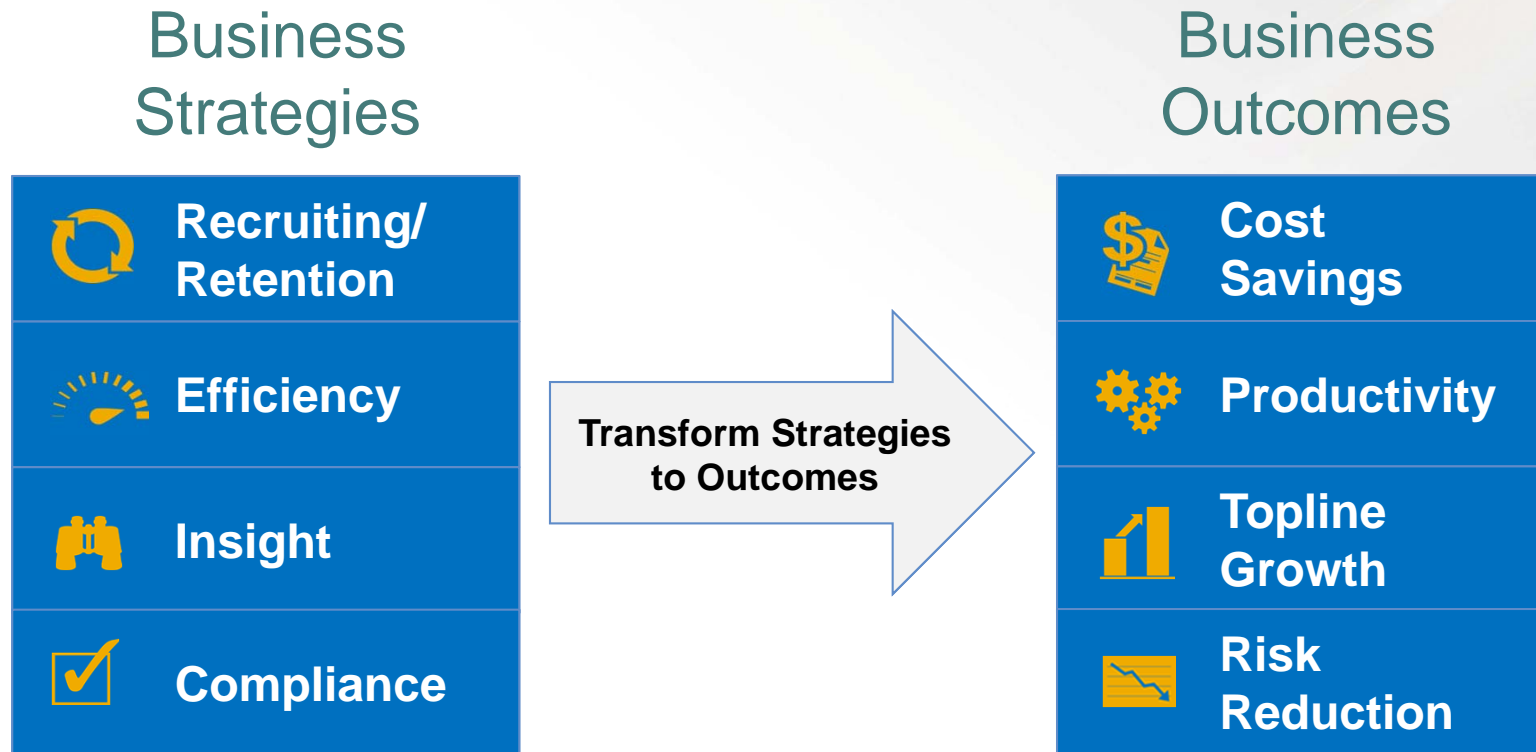 Business
Strategies
Recruiting/
Retention
Efficiency
Insight
Compliance
Transform Strategies
to Outcomes
Business
Outcomes
Cost
Savings
Productivity
Topline
Growth
Risk
Reduction